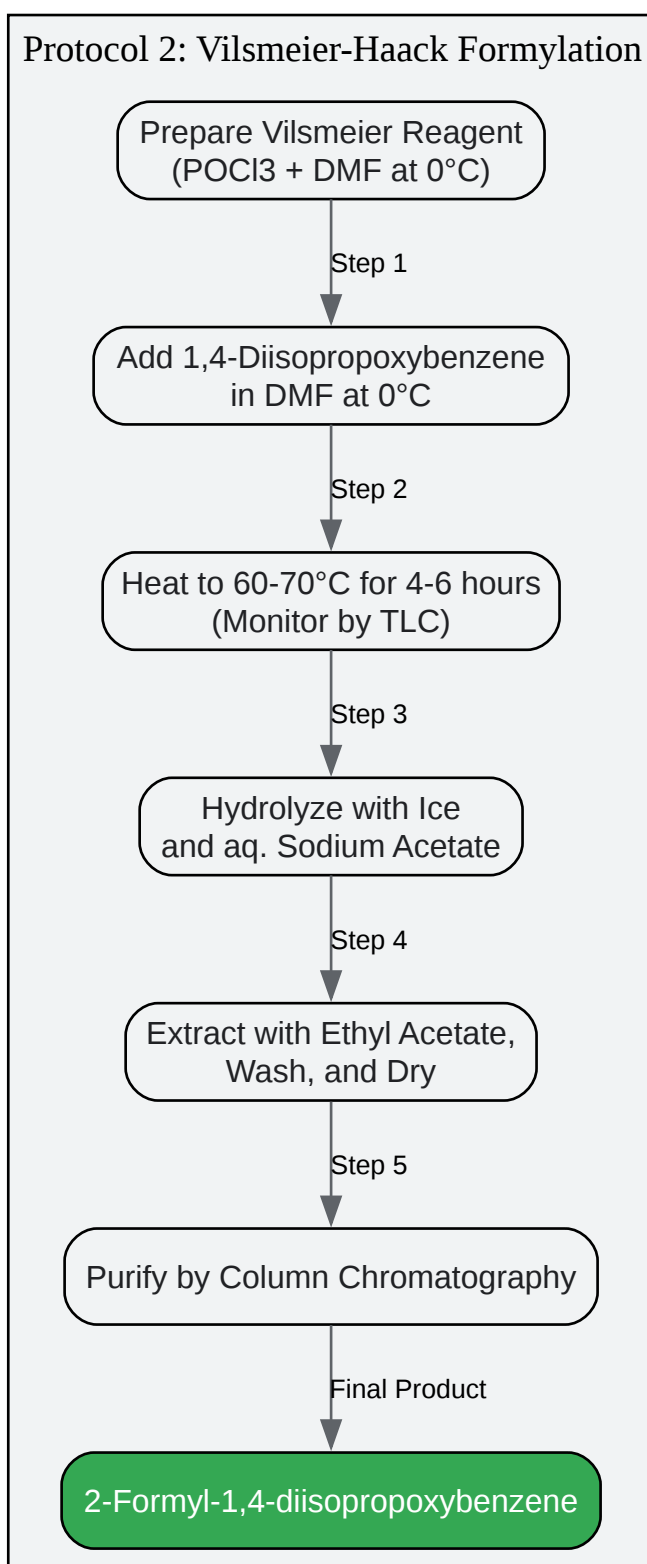 Protocol 2: Vilsmeier-Haack Formylation
Prepare Vilsmeier Reagent
(POCl3 + DMF at 0°C)
Step 1
Add 1,4-Diisopropoxybenzene
in DMF at 0°C
Step 2
Heat to 60-70°C for 4-6 hours
(Monitor by TLC)
Step 3
Hydrolyze with Ice
and aq. Sodium Acetate
Step 4
Extract with Ethyl Acetate,
Wash, and Dry
Step 5
Purify by Column Chromatography
Final Product
2-Formyl-1,4-diisopropoxybenzene